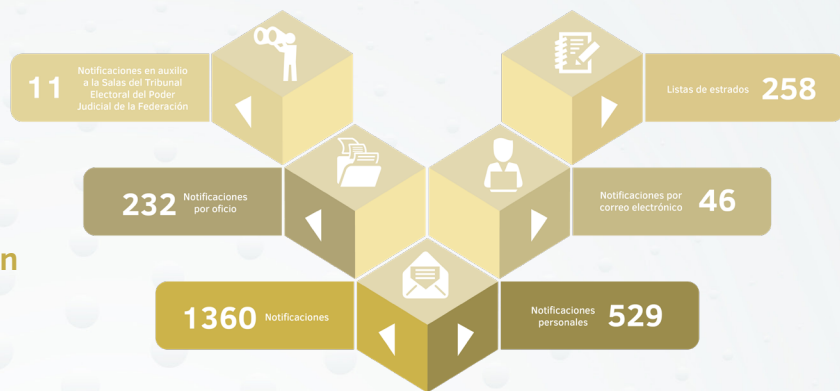 11
Notificaciones en auxilio
a la Salas del Tribunal
Electoral del Poder
Judicial de la Federación
Listas de estrados 258
232
Notificaciones
por oficio
Notificaciones por
correo electrónico
46
n
1360 Notificaciones
Notificaciones
personales
529